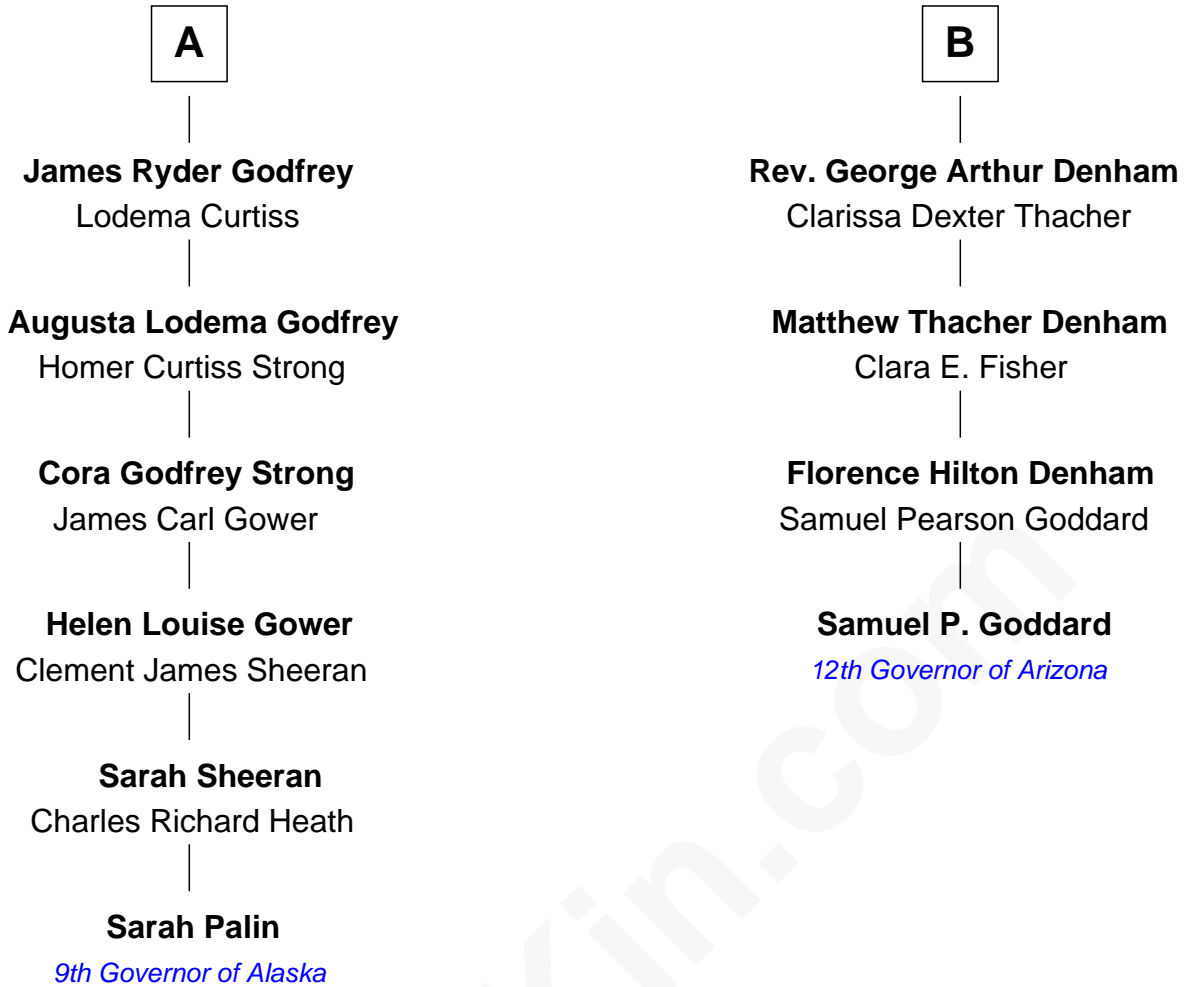 A
James Ryder Godfrey
Lodema Curtiss
Augusta Lodema Godfrey
Homer Curtiss Strong
Cora Godfrey Strong
James Carl Gower
Helen Louise Gower
Clement James Sheeran
Sarah Sheeran
Charles Richard Heath
Sarah Palin
9th Governor of Alaska
B
Rev. George Arthur Denham
Clarissa Dexter Thacher
Matthew Thacher Denham
Clara E. Fisher
Florence Hilton Denham
Samuel Pearson Goddard
Samuel P. Goddard
12th Governor of Arizona
Kin.com